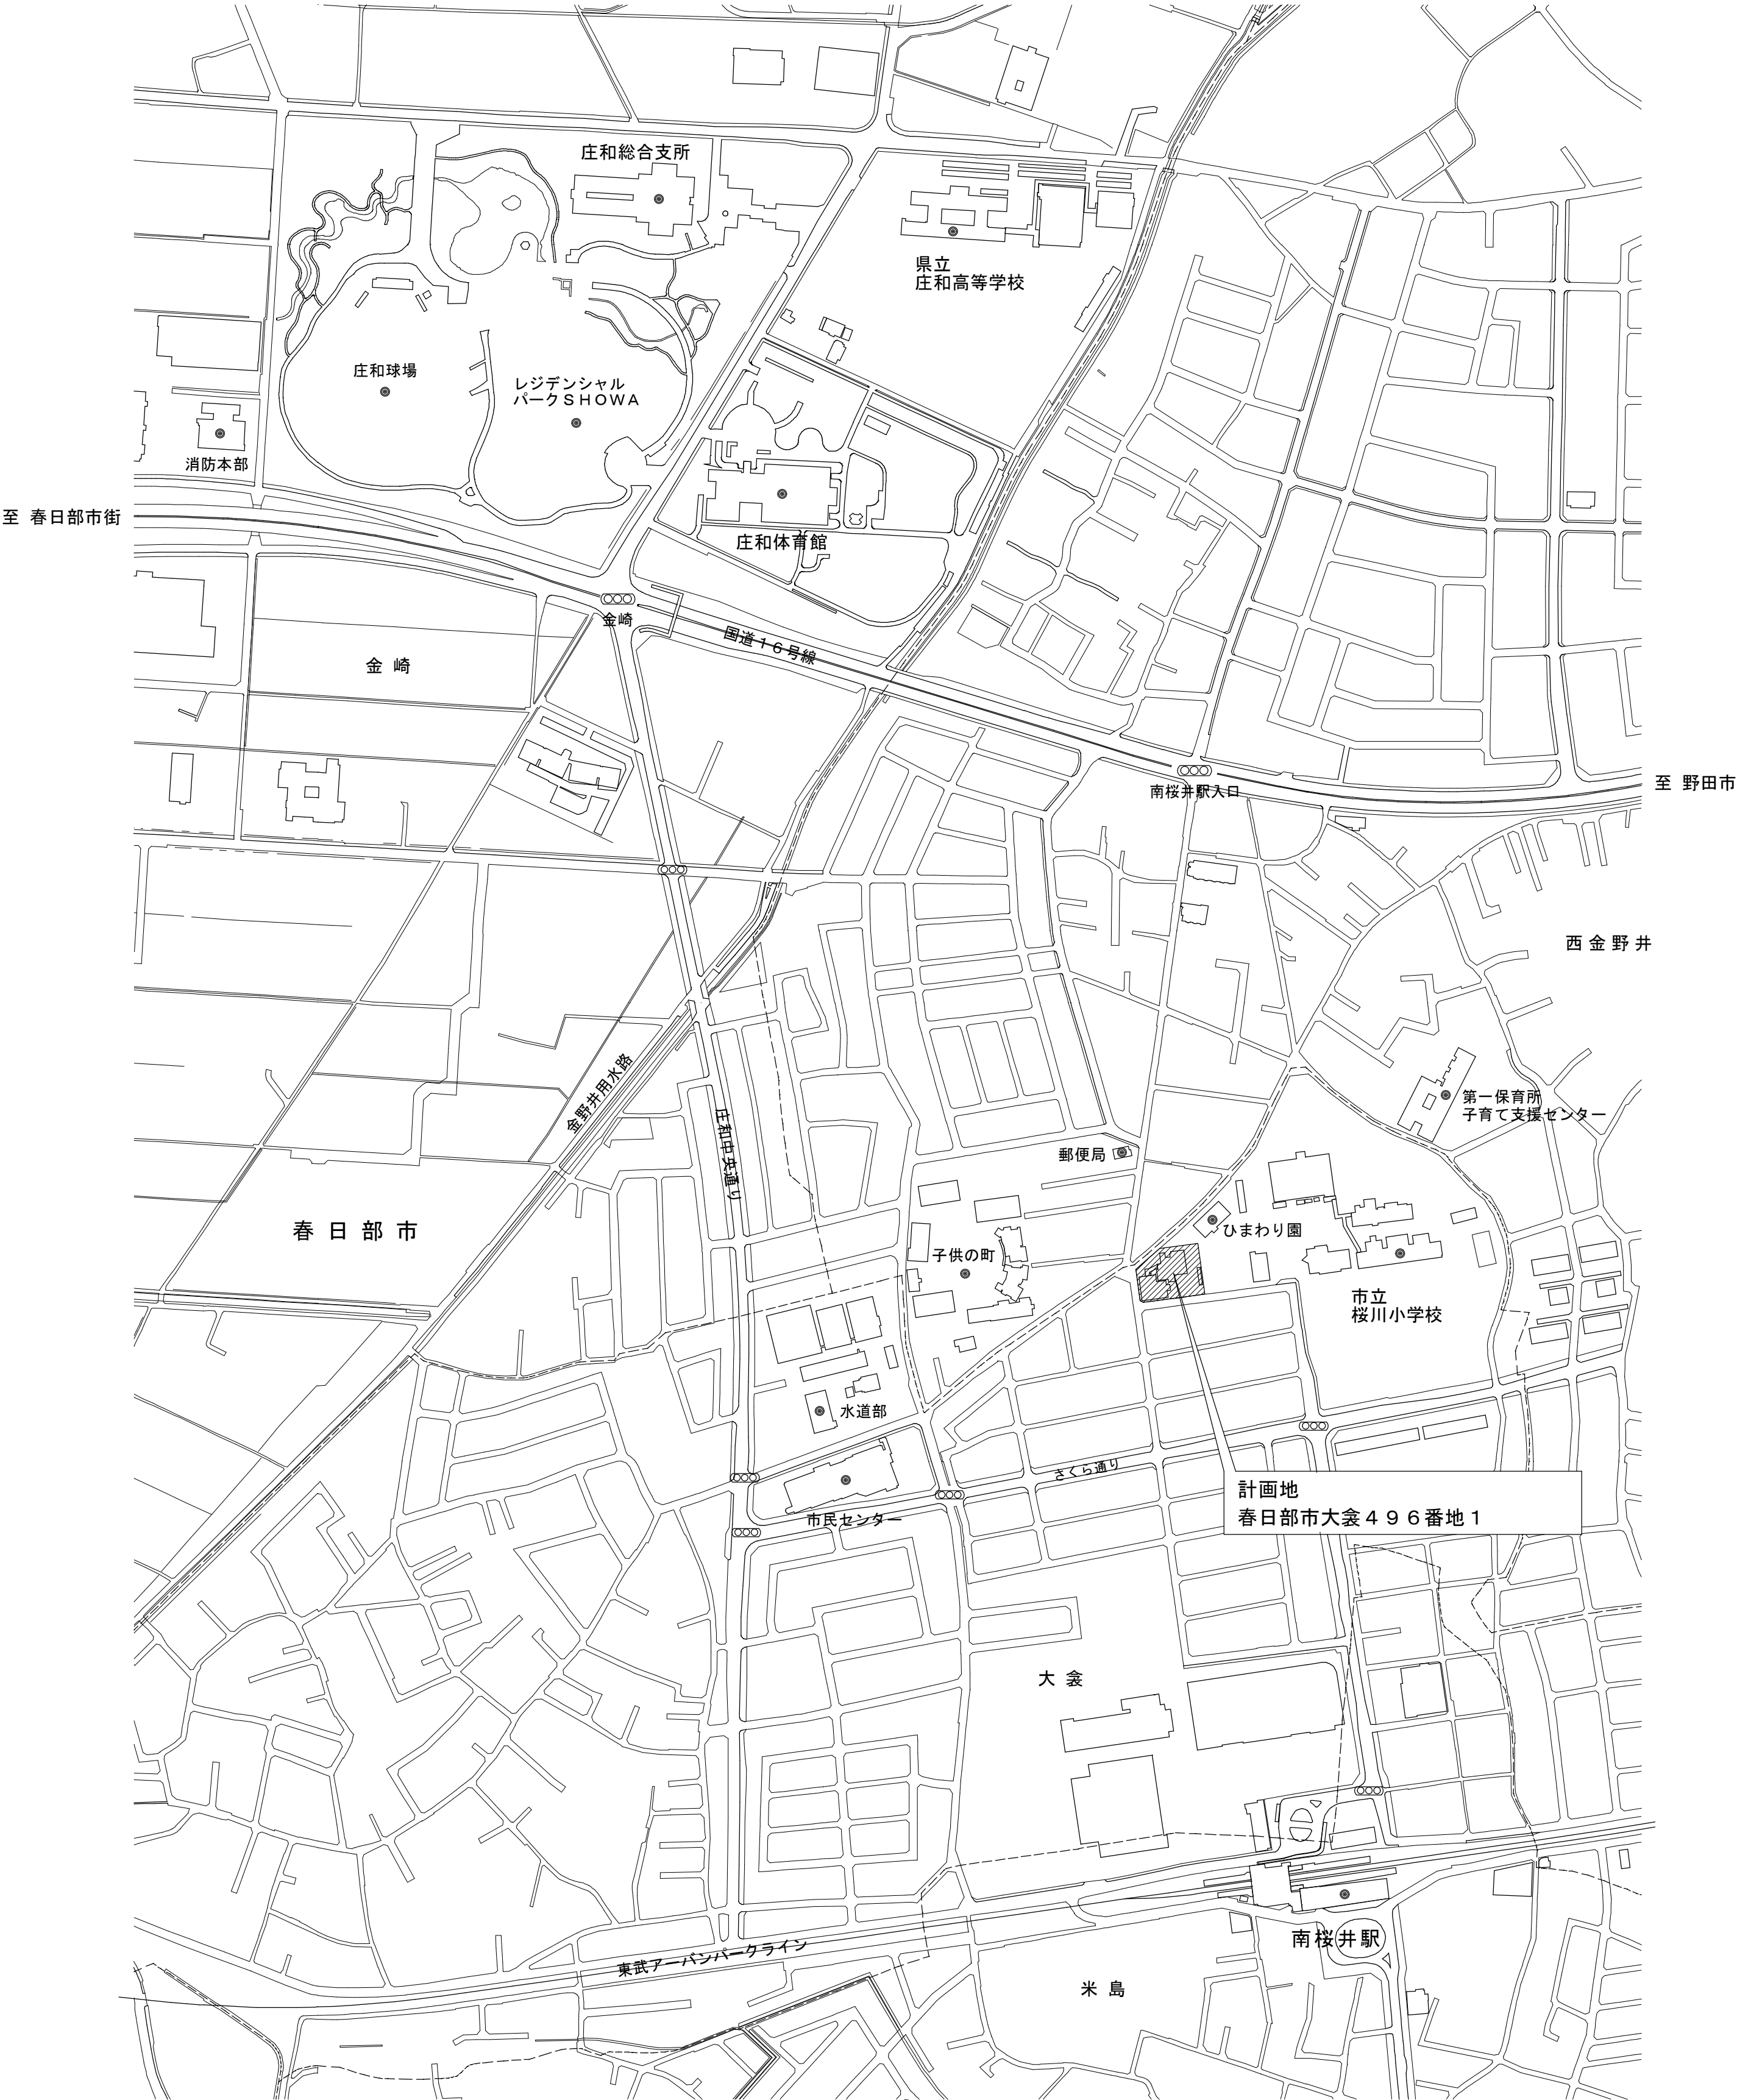 庄和総合支所
県立
庄和高等学校
庄和球場
レジデンシャル
パークＳＨＯＷＡ
消防本部
至 春日部市街
庄和体育館
金崎
国道１６号線
金 崎
南桜井駅入口
至 野田市
西 金 野 井
金野井用水路
庄和中央通り
第一保育所
子育て支援センター
郵便局
春 日 部 市
ひまわり園
子供の町
市立
桜川小学校
水道部
さくら通り
計画地
春日部市大衾４９６番地１
市民センター
大 衾
南桜井駅
東武アーバンパークライン
米 島